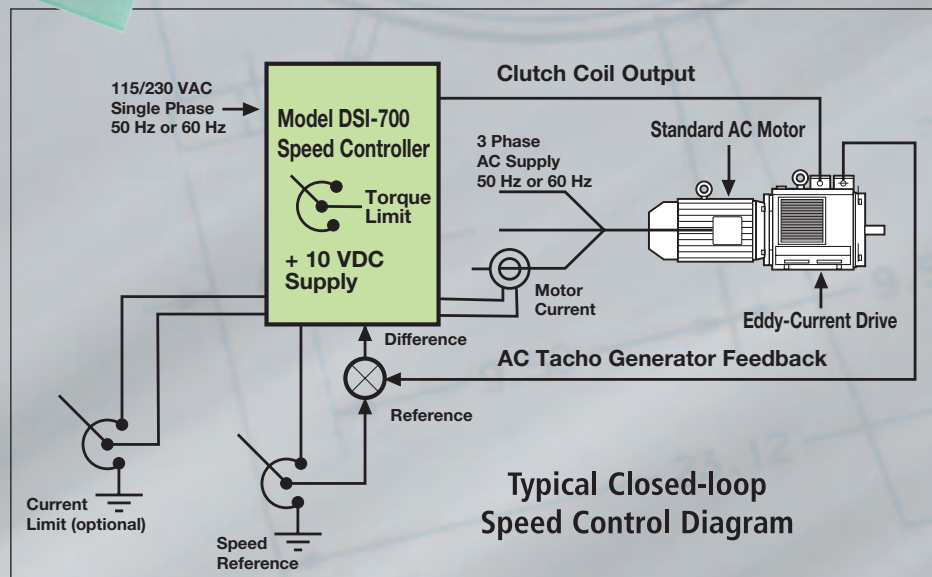 115/230 VAC
Single Phase
50 Hz or 60 Hz
Model DSI-700
Speed Controller
Torque
Limit
+ 10 VDC
Supply
Clutch Coil Output
3 Phase
AC Supply
50 Hz or 60 Hz
Standard AC Motor
Motor
Current
Eddy-Current Drive
Difference
AC Tacho Generator Feedback
Reference
Current
Limit (optional)
Speed
Reference
Typical Closed-loop
Speed Control Diagram
23.12